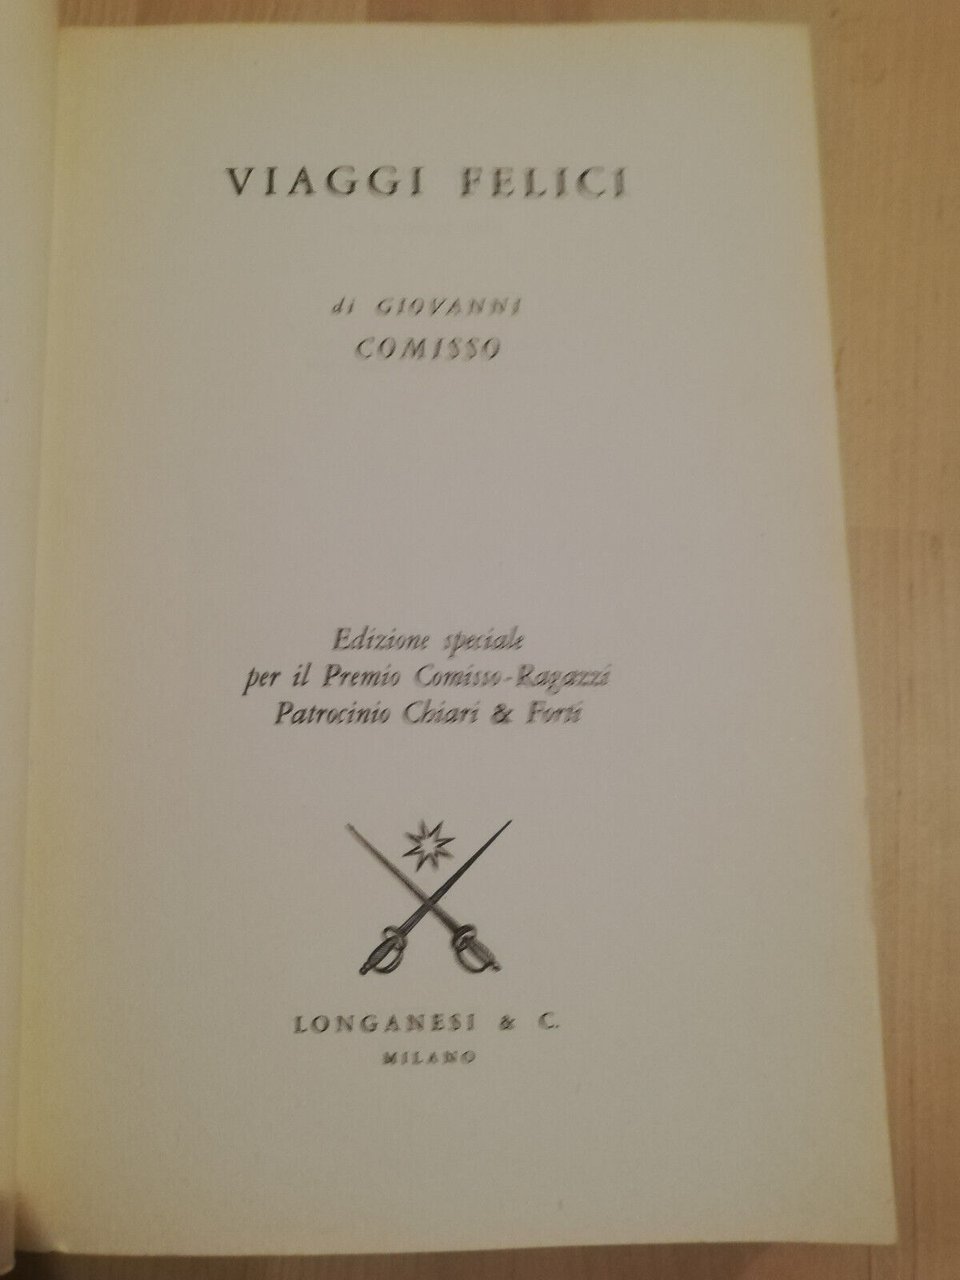 VIAGGI FELICI
di GIOVANNI
COMISSO
Edizione speciale
per il Premio Comisso-Ragazzi
Patrocinio Chiari & Forti
LONGANESI & C.
MILANO